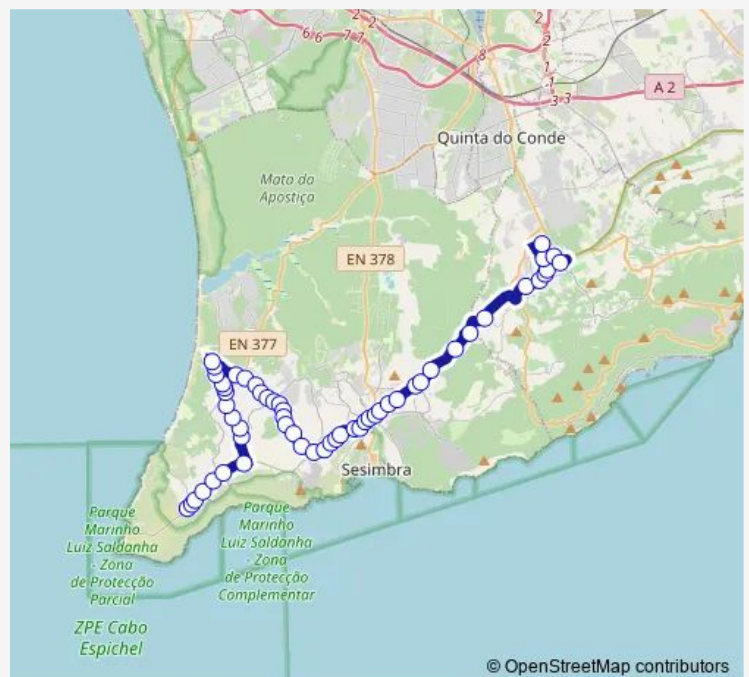 2
2
2
6 6
7 7
8
2
1
1
3 3
A 2
Quinta do Conde
Mata da
Apostiça
EN 378
EN 377
Sesimbra
Parque
Marinho
Luiz Saldanha
- Zona
de Protecção
Parcial
Parque
Marinho
Luiz Saldanha
- Zona
de Protecção
Complementar
ZPE Cabo
Espichel
© OpenStreetMap contributors